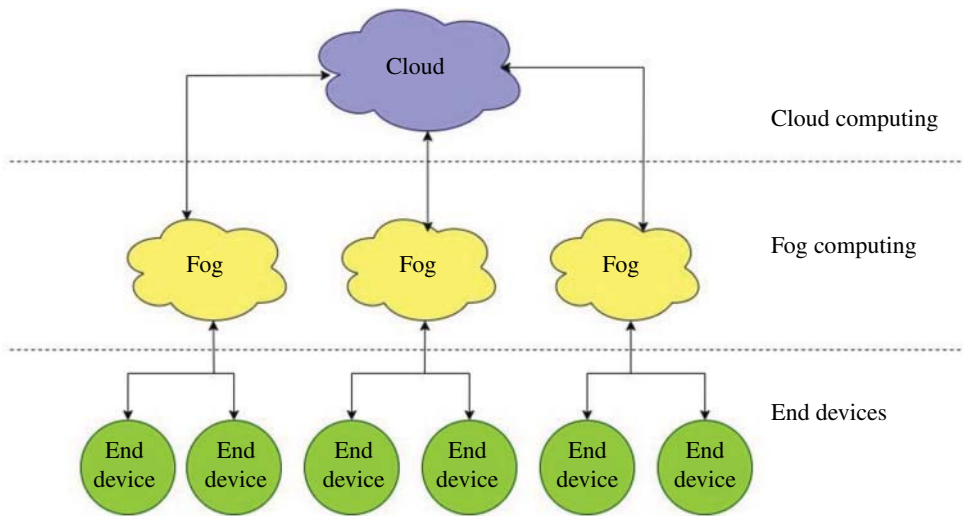 Cloud
Cloud computing
Fog
Fog
Fog
Fog computing
End devices
End
device
End
device
End
device
End
device
End
device
End
device